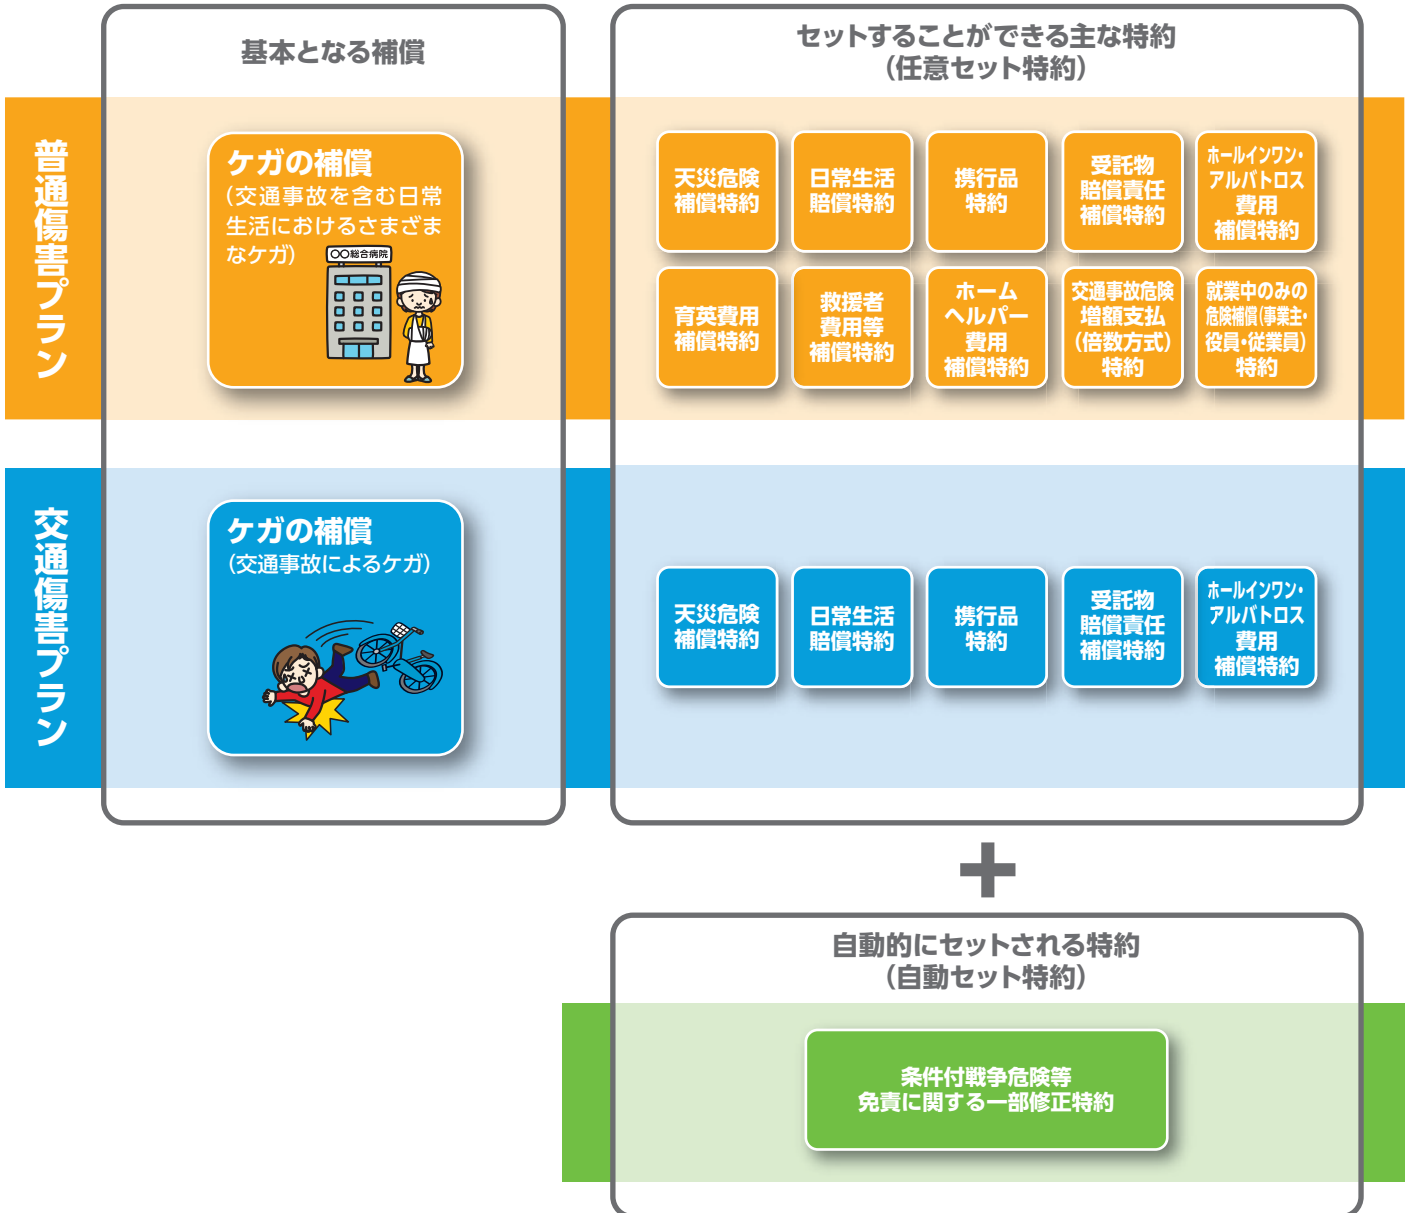 基本となる補償
セットすることができる主な特約
（任意セット特約）
普通傷害プラン
ケガの補償
（交通事故を含む日常
生活におけるさまざま
なケガ）
〇〇総合病院
天災危険
補償特約
日常生活
賠償特約
携行品
特約
受託物
賠償責任
補償特約
ホールインワン・
アルバトロス
費用
補償特約
育英費用
補償特約
救援者
費用等
補償特約
ホーム
ヘルパー
費用
補償特約
交通事故危険
増額支払
（倍数方式）
特約
就業中のみの
危険補償（事業主・
役員・従業員）
特約
交通傷害プラン
ケガの補償
（交通事故によるケガ）
天災危険
補償特約
日常生活
賠償特約
携行品
特約
受託物
賠償責任
補償特約
ホールインワン・
アルバトロス
費用
補償特約
＋
自動的にセットされる特約
（自動セット特約）
条件付戦争危険等
免責に関する一部修正特約